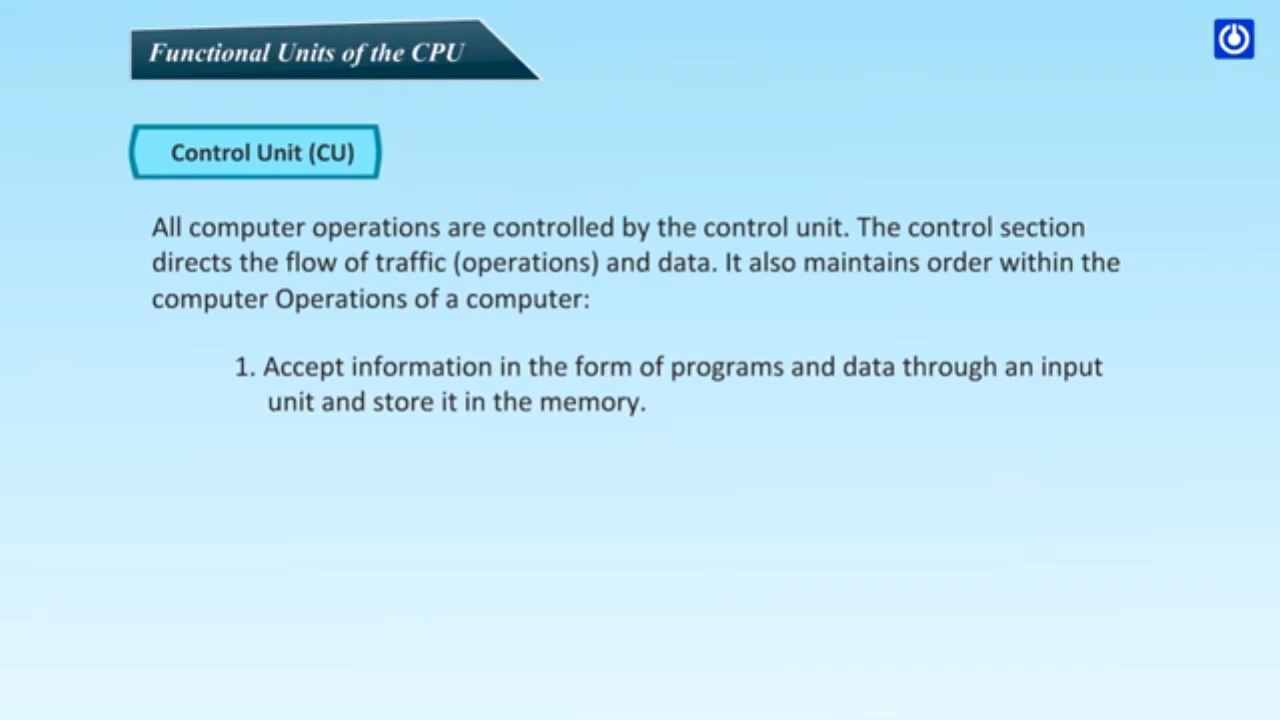 Functional Units of the CPU
Control Unit (CU)
All computer operations are controlled by the control unit. The control section
directs the flow of traffic (operations) and data. It also maintains order within the
computer Operations of a computer:
1. Accept information in the form of programs and data through an input
unit and store it in the memory.